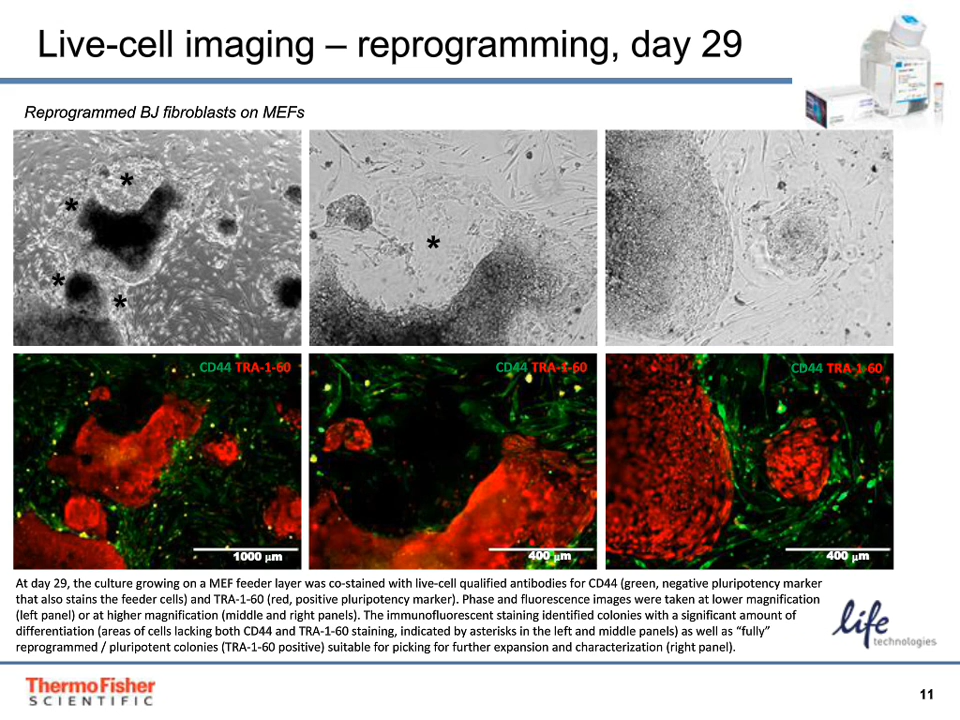 Live-cell imaging – reprogramming, day 29
Reprogrammed BJ fibroblasts on MEFs
*
*
*
*
*
CD44 TRA-1-60
CD44 TRA-1-60
CD44 TRA-1-60
1000 µm
400 µm
400 µm
At day 29, the culture growing on a MEF feeder layer was co-stained with live-cell qualified antibodies for CD44 (green, negative pluripotency marker
that also stains the feeder cells) and TRA-1-60 (red, positive pluripotency marker). Phase and fluorescence images were taken at lower magnification
(left panel) or at higher magnification (middle and right panels). The immunofluorescent staining identified colonies with a significant amount of
differentiation (areas of cells lacking both CD44 and TRA-1-60 staining, indicated by asterisks in the left and middle panels) as well as “fully”
reprogrammed / pluripotent colonies (TRA-1-60 positive) suitable for picking for further expansion and characterization (right panel).
life
technologies
ThermoFisher
SCIENTIFIC
11